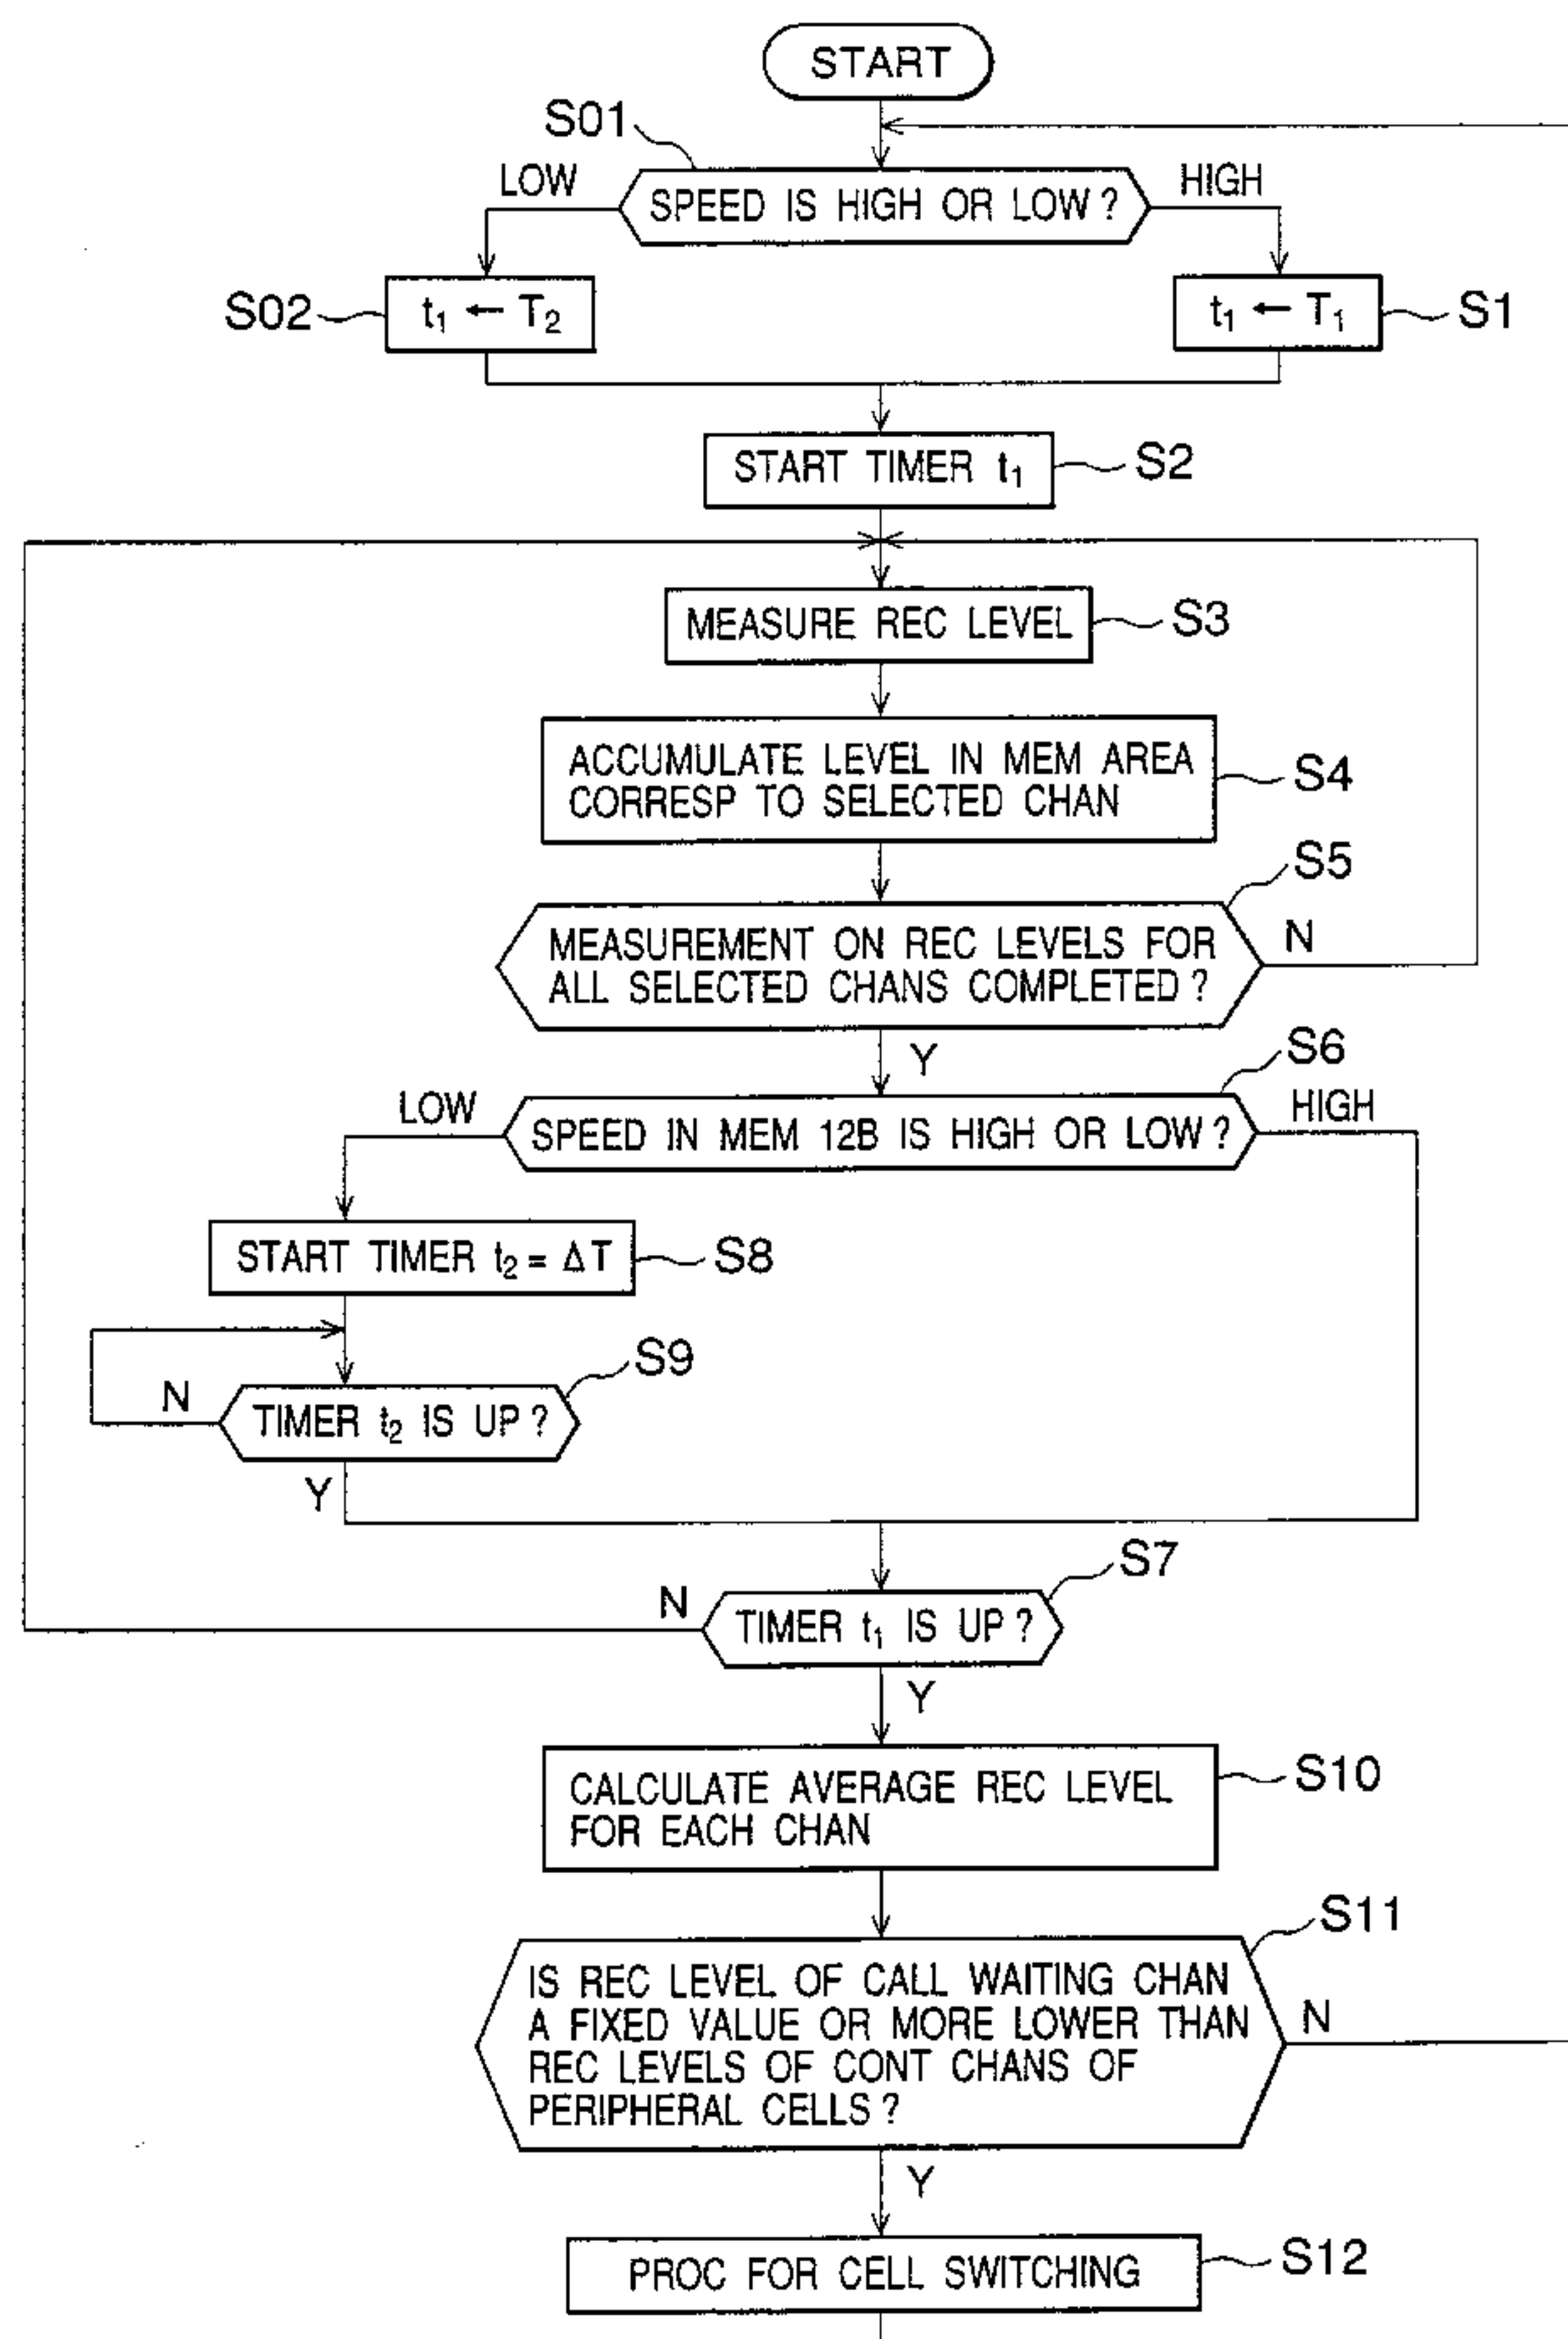 START
S01
LOW
SPEED IS HIGH OR LOW ?
HIGH
S02
t₁ ← T₂
t₁ ← T₁
S1
START TIMER t₁
S2
MEASURE REC LEVEL
S3
ACCUMULATE LEVEL IN MEM AREA
CORRESP TO SELECTED CHAN
S4
S5
MEASUREMENT ON REC LEVELS FOR
ALL SELECTED CHANS COMPLETED ?
N
Y
S6
LOW
SPEED IN MEM 12B IS HIGH OR LOW ?
HIGH
START TIMER t₂ = ΔT
S8
S9
N
TIMER t₂ IS UP ?
Y
S7
N
TIMER t₁ IS UP ?
Y
CALCULATE AVERAGE REC LEVEL
FOR EACH CHAN
S10
S11
IS REC LEVEL OF CALL WAITING CHAN
A FIXED VALUE OR MORE LOWER THAN
REC LEVELS OF CONT CHANS OF
PERIPHERAL CELLS ?
N
Y
PROC FOR CELL SWITCHING
S12